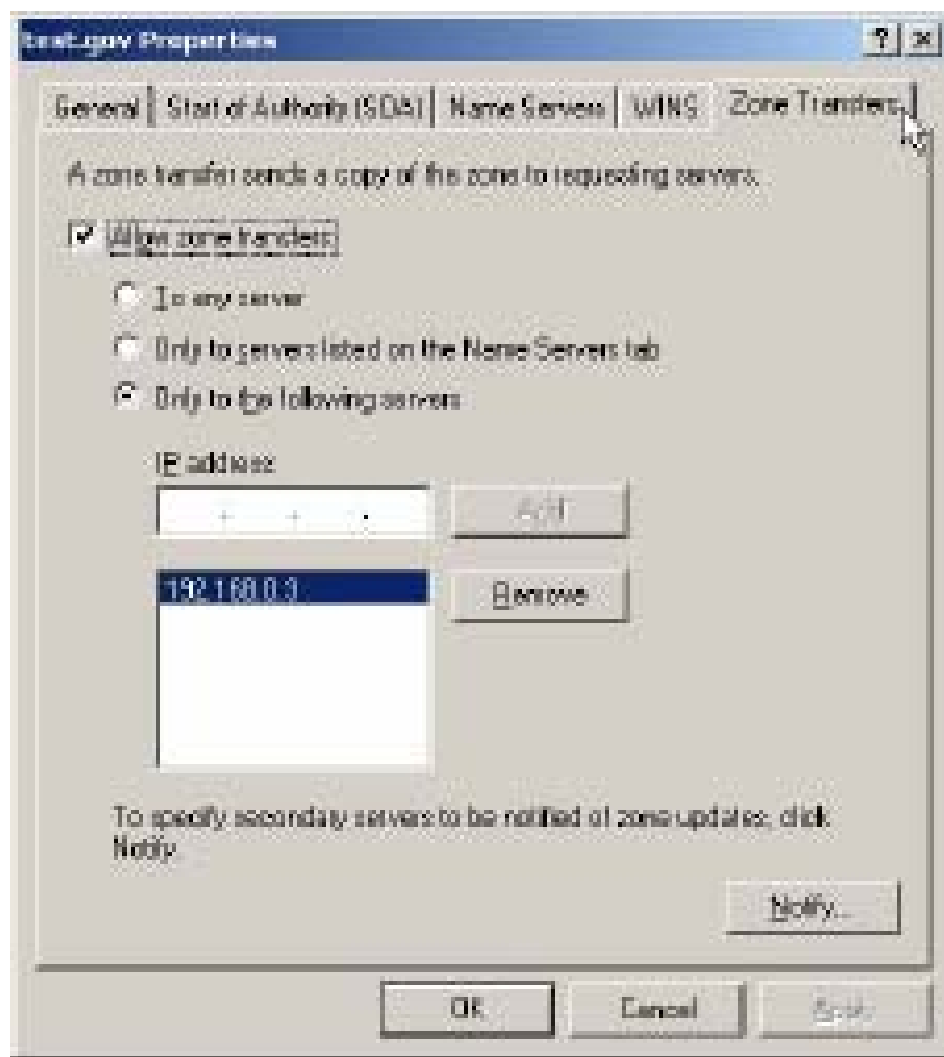 test.gov Properties
General Start of Authority (SOA) Name Servers WINS Zone Transfers
A zone transfer sends a copy of the zone to requesting servers.
Allow zone transfers:
To any server
Only to servers listed on the Name Servers tab
Only to the following servers
IP address:
Add
192.168.0.3
Remove
To specify secondary servers to be notified of zone updates, click
Notify.
Notify...
OK Cancel Apply